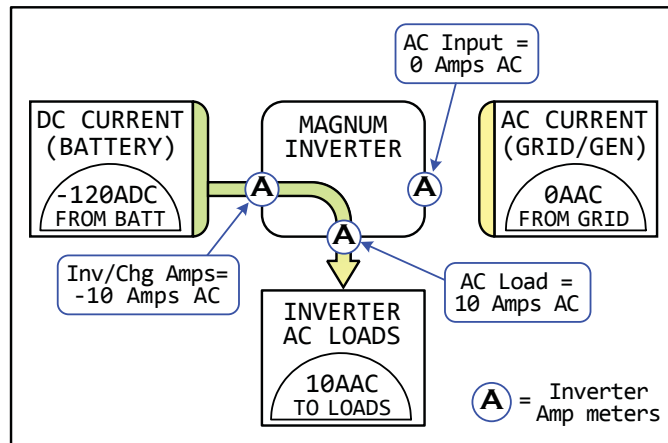 AC Input =
0 Amps AC
DC CURRENT
(BATTERY)
-120ADC
FROM BATT
MAGNUM
INVERTER
A
A
A
AC CURRENT
(GRID/GEN)
0AAC
FROM GRID
Inv/Chg Amps=
-10 Amps AC
AC Load =
10 Amps AC
INVERTER
AC LOADS
10AAC
TO LOADS
A = Inverter
Amp meters